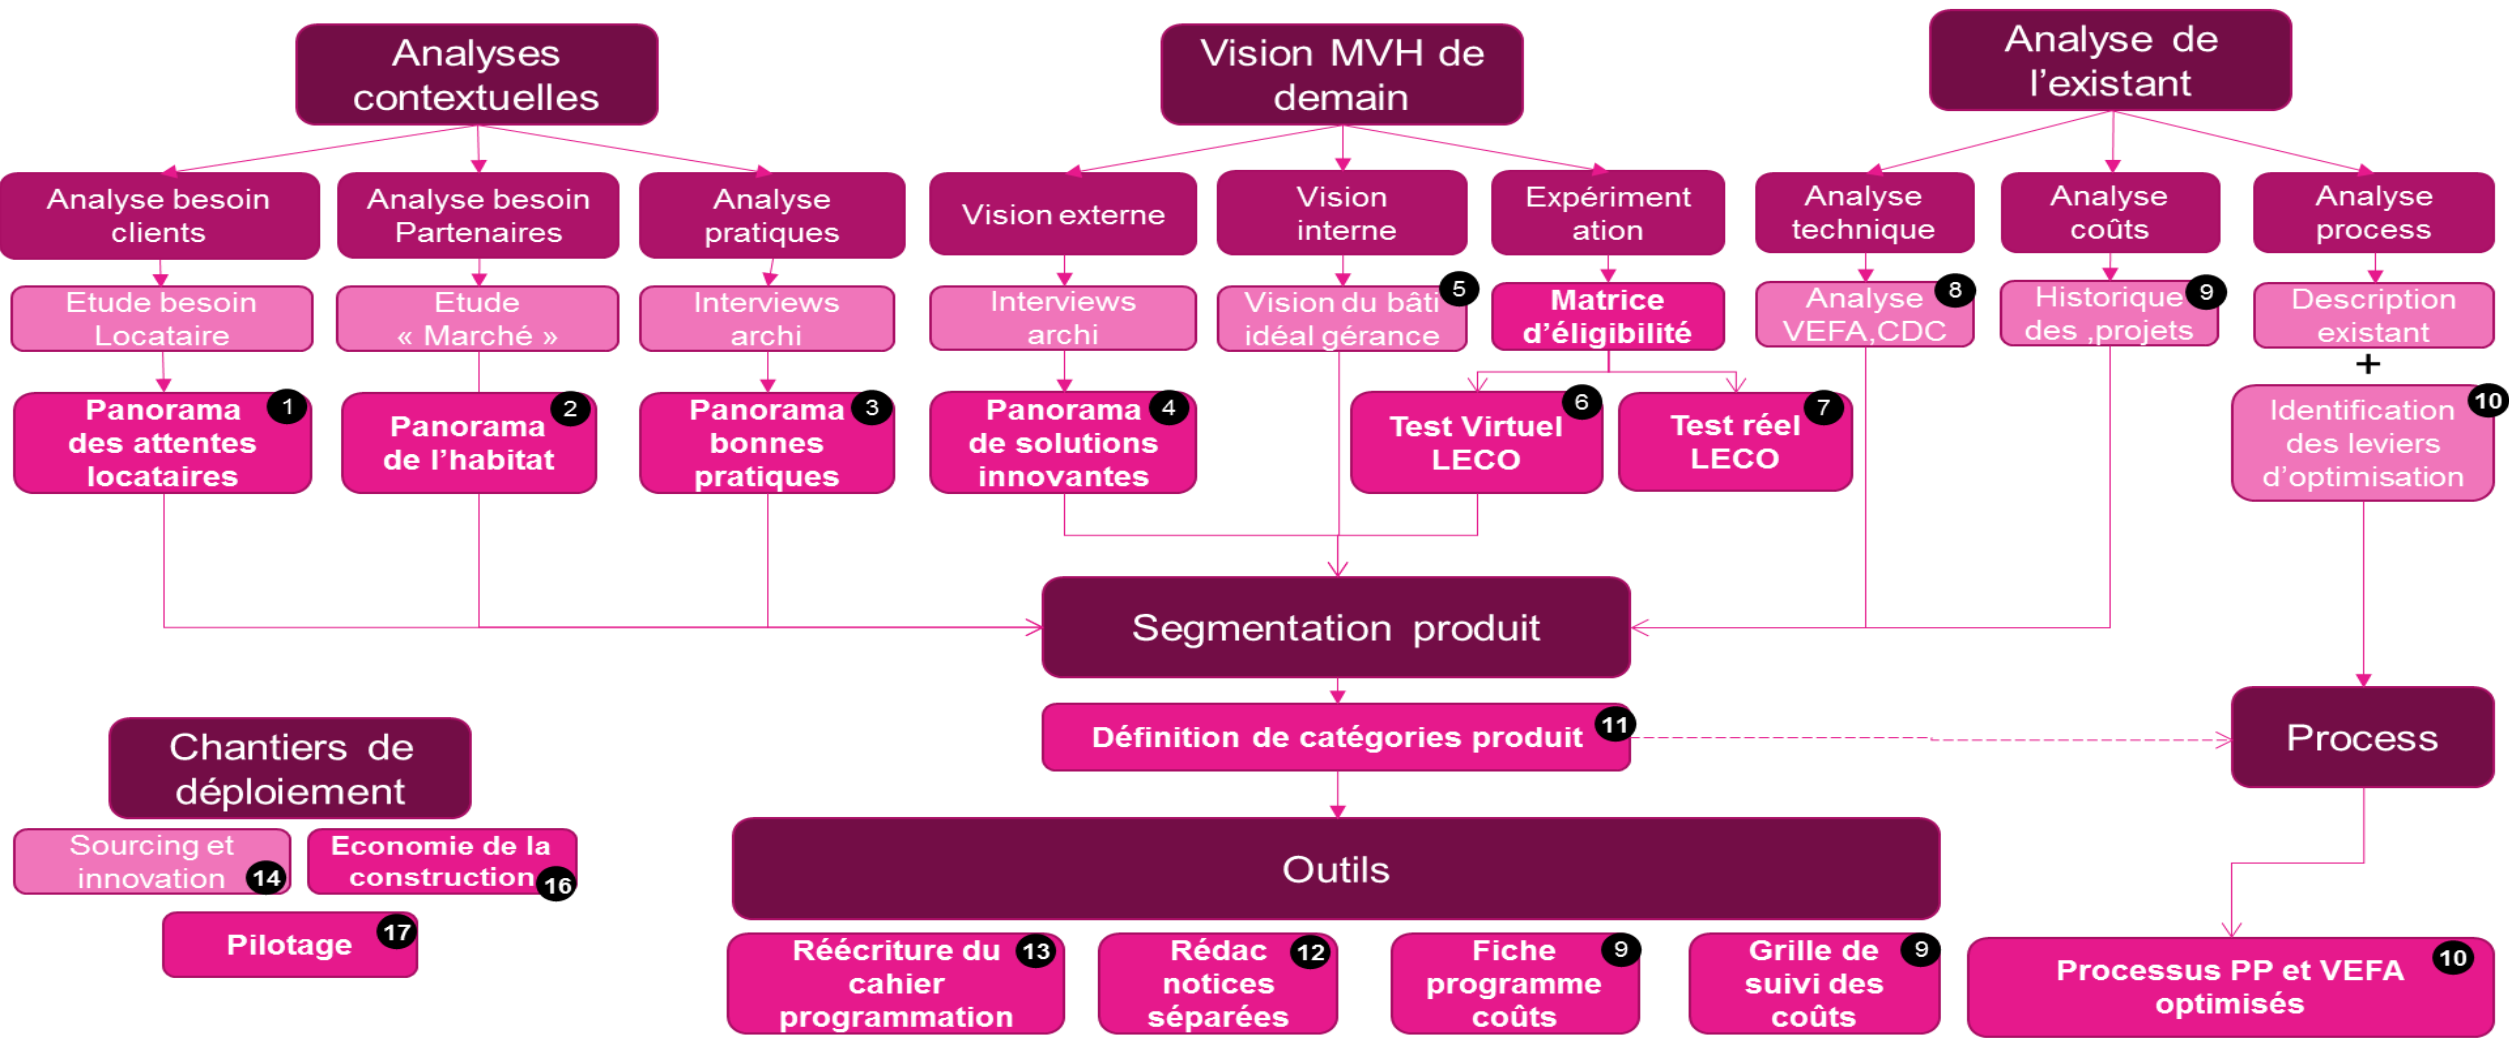 Analyses
contextuelles
Vision MVH de
demain
Analyse de
l'existant
Analyse besoin
clients
Analyse besoin
Partenaires
Analyse
pratiques
Vision externe
Vision
interne
Expériment
ation
Analyse
technique
Analyse
coûts
Analyse
process
Etude besoin
Locataire
Etude
« Marché »
Interviews
archi
Interviews
archi
Vision du bâti
idéal gérance
5
Matrice
d'éligibilité
Analyse
VEFA,CDC
8
Historique
des ,projets
9
Description
existant
+
Panorama
des attentes
locataires
1
Panorama
de l'habitat
2
Panorama
bonnes
pratiques
3
Panorama
de solutions
innovantes
4
Test Virtuel
LECO
6
Test réel
LECO
7
Identification
des leviers
d'optimisation
10
Segmentation produit
Définition de catégories produit
11
Process
Chantiers de
déploiement
Sourcing et
innovation
14
Economie de la
construction
16
Pilotage
17
Outils
Réécriture du
cahier
programmation
13
Rédac
notices
séparées
12
Fiche
programme
coûts
9
Grille de
suivi des
coûts
9
Processus PP et VEFA
optimisés
10